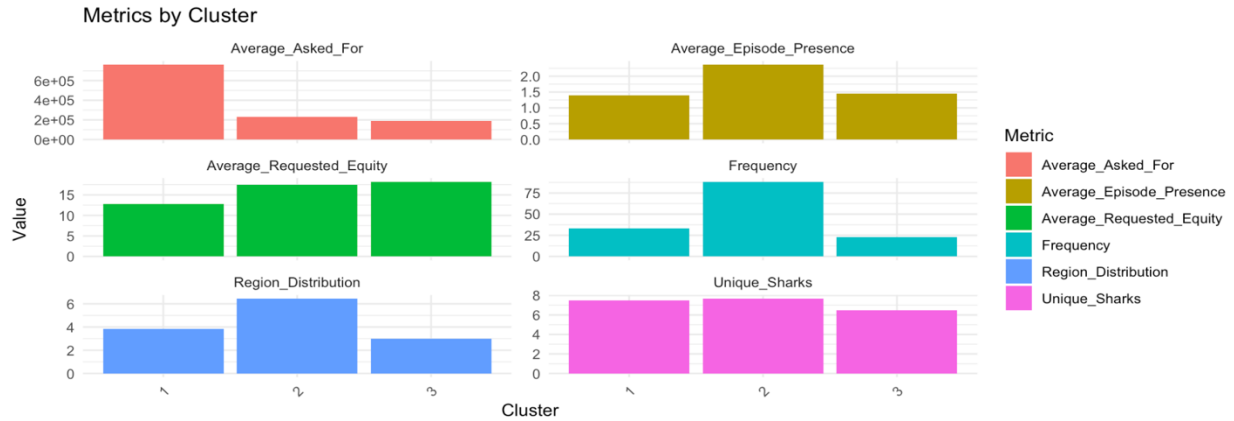 Metrics by Cluster
Average_Asked_For
Average_Episode_Presence
6e+05
4e+05
2e+05
0e+00
2.0
1.5
1.0
0.5
0.0
Average_Requested_Equity
Frequency
15
10
5
0
75
50
25
0
Region_Distribution
Unique_Sharks
6
4
2
0
8
6
4
2
0
1
2
3
1
2
3
Value
Cluster
Metric
Average_Asked_For
Average_Episode_Presence
Average_Requested_Equity
Frequency
Region_Distribution
Unique_Sharks